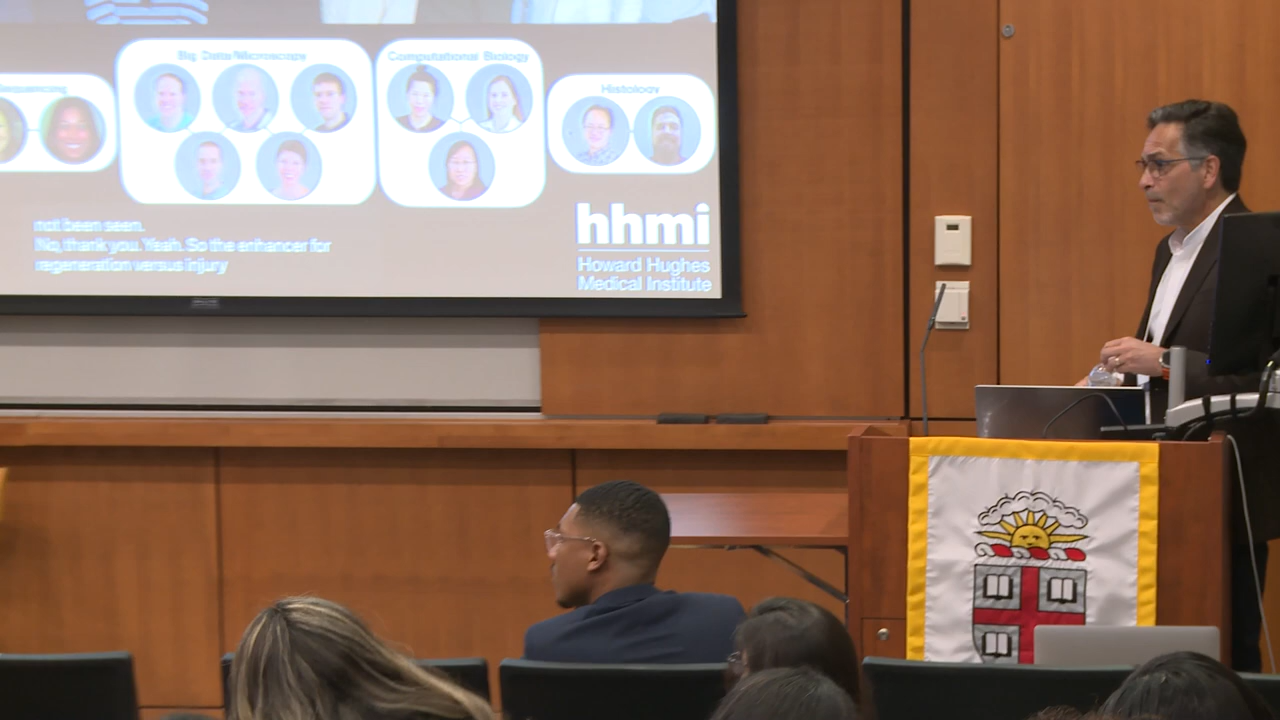 Sequencing
Big Data/Microscopy
Computational Biology
Histology
not been seen.
No, thank you. Yeah. So the enhancer for
regeneration versus injury
hhmi
Howard Hughes
Medical Institute